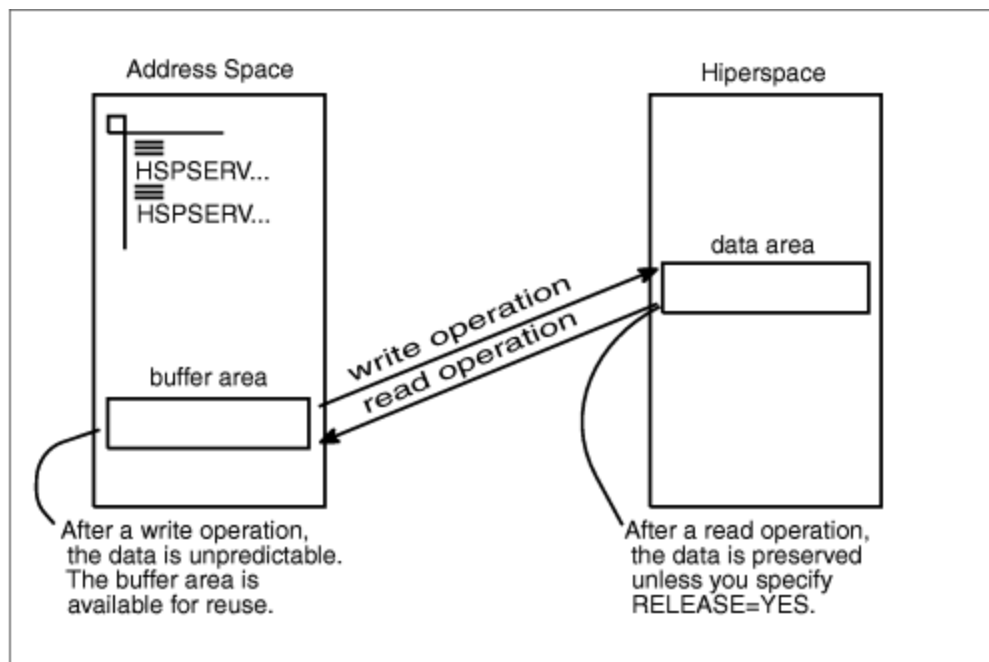 Address Space
Hiperspace
HSPSERV...
HSPSERV...
data area
write operation
read operation
buffer area
After a write operation,
the data is unpredictable.
The buffer area is
available for reuse.
After a read operation,
the data is preserved
unless you specify
RELEASE=YES.